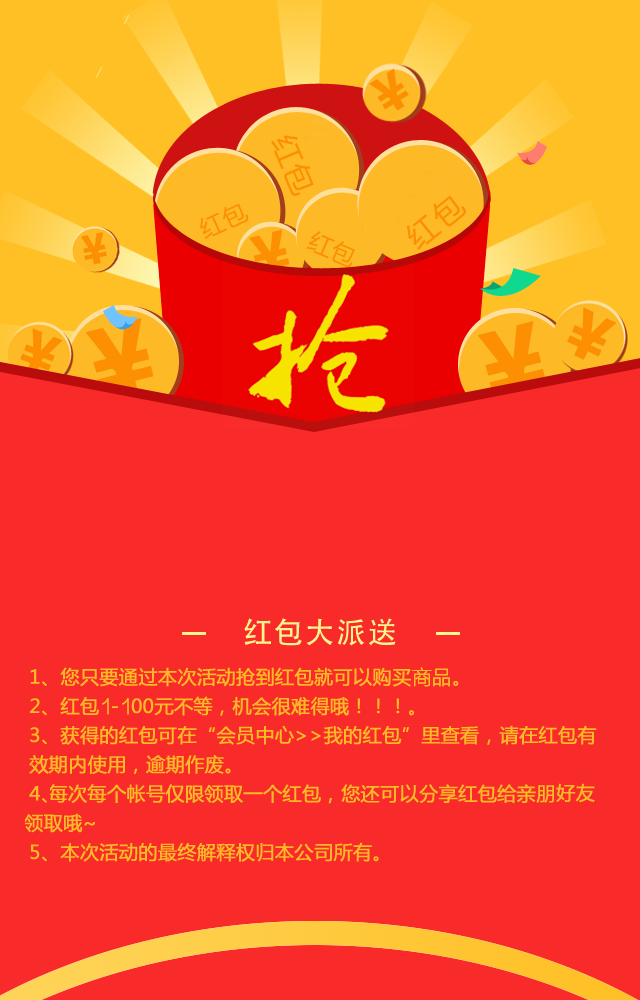 红包
红包
红包
红包
¥
¥
¥
¥
¥
¥
¥
抢
— 红包大派送 —
1、您只要通过本次活动抢到红包就可以购买商品。
2、红包1-100元不等，机会很难得哦！！！。
3、获得的红包可在“会员中心>>我的红包”里查看，请在红包有
效期内使用，逾期作废。
4、每次每个帐号仅限领取一个红包，您还可以分享红包给亲朋好友
领取哦~
5、本次活动的最终解释权归本公司所有。